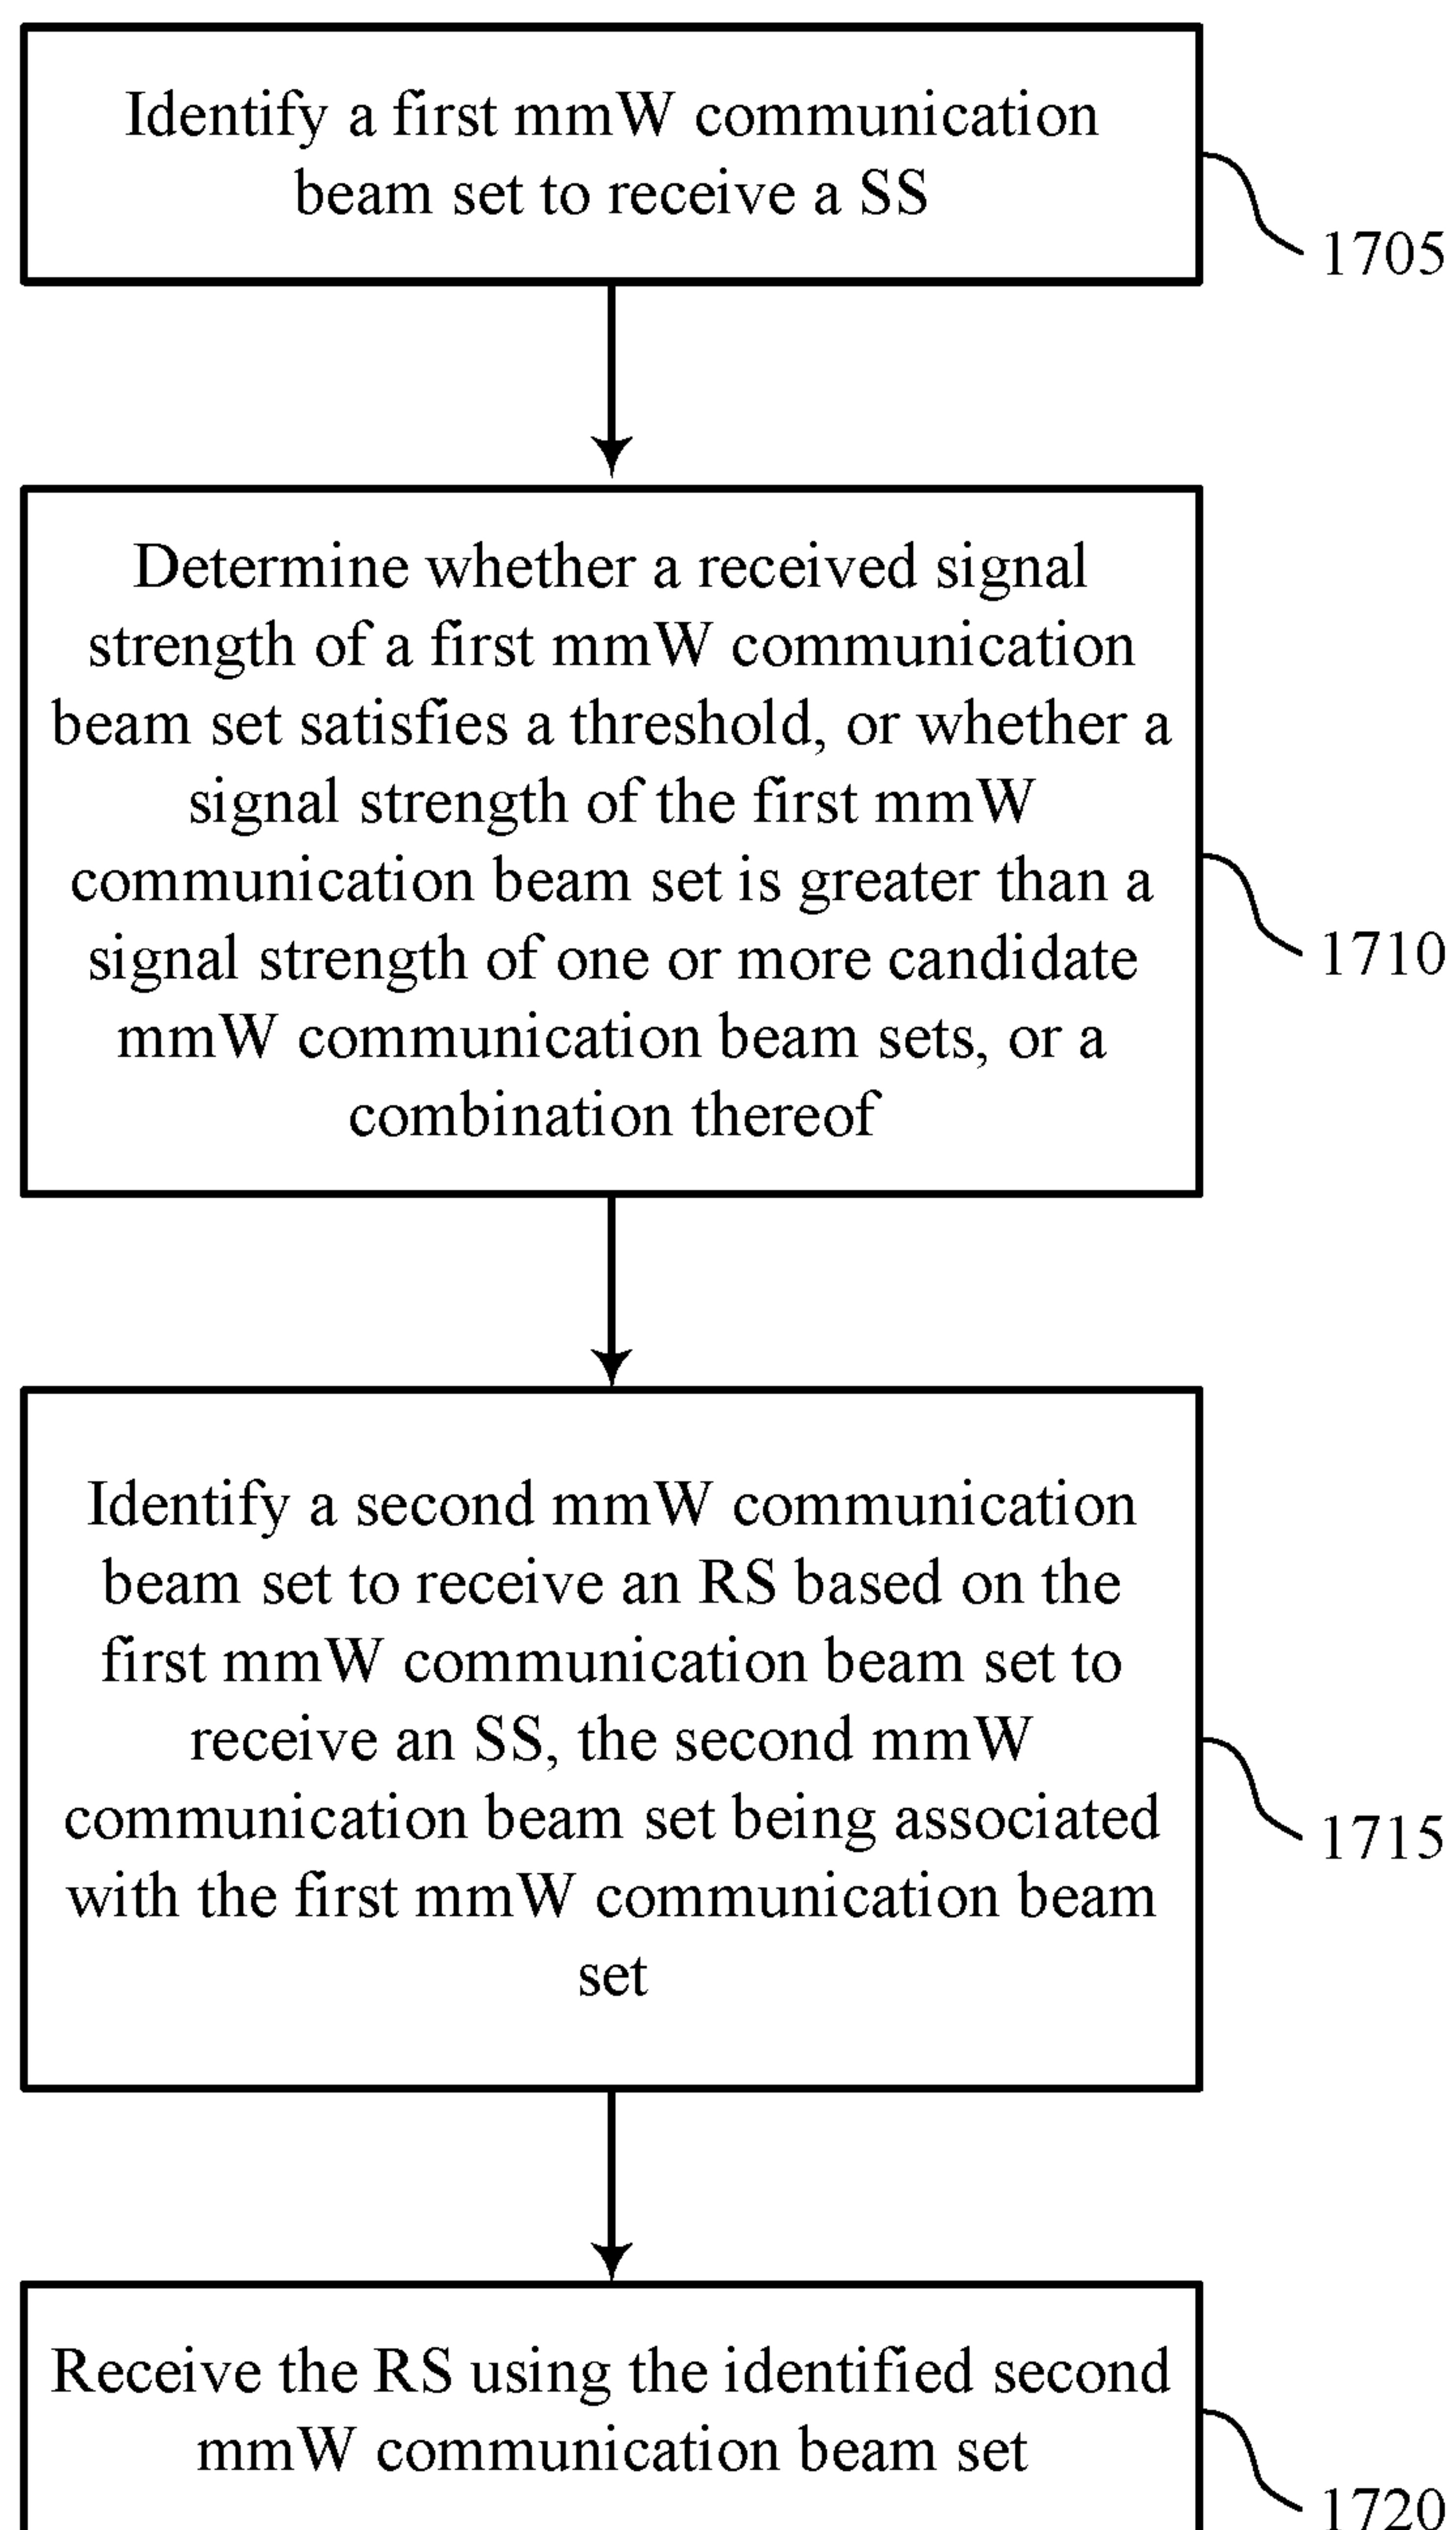 Identify a first mmW communication
beam set to receive a SS
1705
Determine whether a received signal
strength of a first mmW communication
beam set satisfies a threshold, or whether a
signal strength of the first mmW
communication beam set is greater than a
signal strength of one or more candidate
mmW communication beam sets, or a
combination thereof
1710
Identify a second mmW communication
beam set to receive an RS based on the
first mmW communication beam set to
receive an SS, the second mmW
communication beam set being associated
with the first mmW communication beam
set
1715
Receive the RS using the identified second
mmW communication beam set
1720